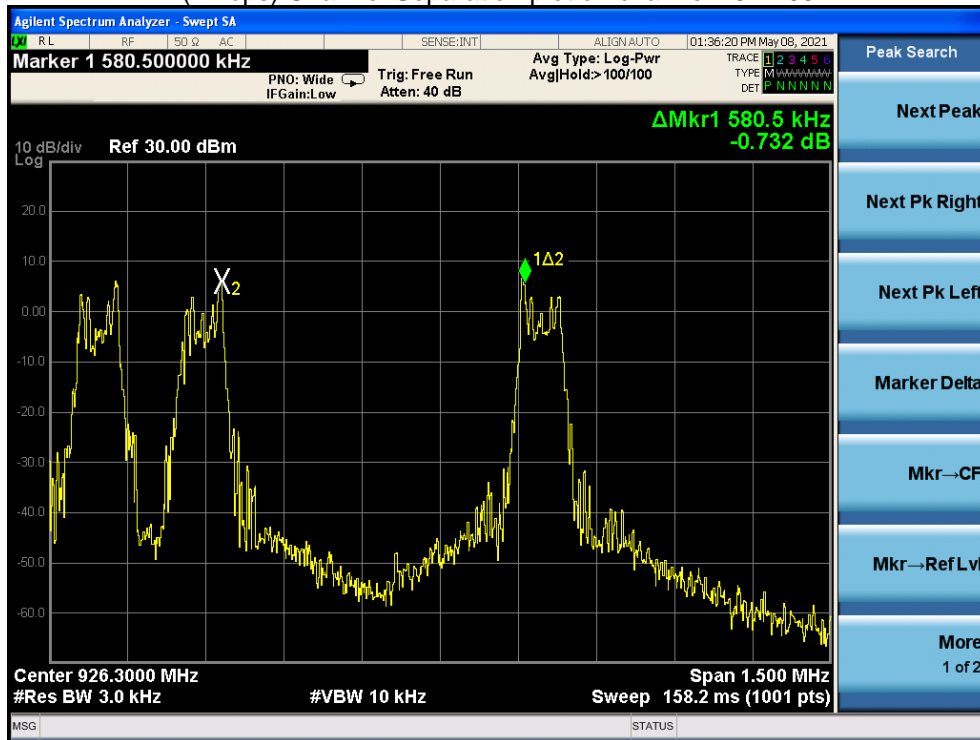 Agilent Spectrum Analyzer - Swept SA
LXI RL RF 50 Ω AC SENSE:INT ALIGN AUTO 01:36:20 PM May 08, 2021
Marker 1 580.500000 kHz
PNO: Wide
IFGain:Low
Trig: Free Run
Atten: 40 dB
Avg Type: Log-Pwr
Avg|Hold:> 100/100
TRACE 1 2 3 4 5 6
TYPE M
DET P N N N N N
Peak Search
ΔMkr1 580.5 kHz
-0.732 dB
10 dB/div Ref 30.00 dBm
Log
20.0
10.0
0.00
-10.0
-20.0
-30.0
-40.0
-50.0
-60.0
1Δ2
X2
Center 926.3000 MHz
#Res BW 3.0 kHz
#VBW 10 kHz
Span 1.500 MHz
Sweep 158.2 ms (1001 pts)
MSG
STATUS
Next Peak
Next Pk Right
Next Pk Left
Marker Delta
Mkr→CF
Mkr→Ref Lvl
More
1 of 2